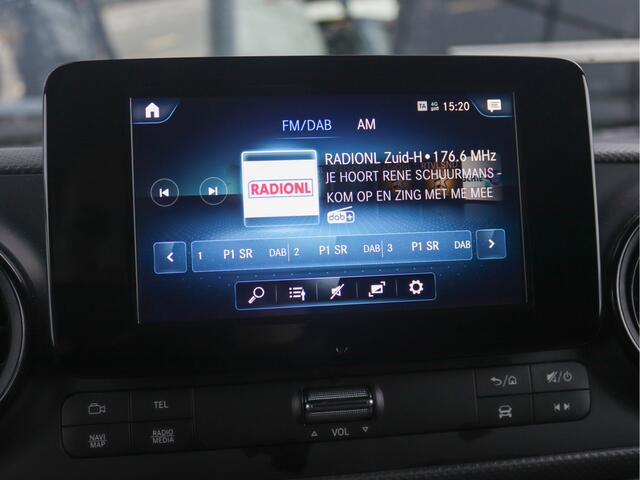 TA 4G 15:20
FM/DAB AM
RADIONL Zuid-H • 176.6 MHz
RADIONL
JE HOORT RENE SCHUURMANS -
KOM OP EN ZING MET ME MEE
dab+
1 P1 SR DAB 2 P1 SR DAB 3 P1 SR DAB
TEL
NAVI MAP
RADIO MEDIA
VOL